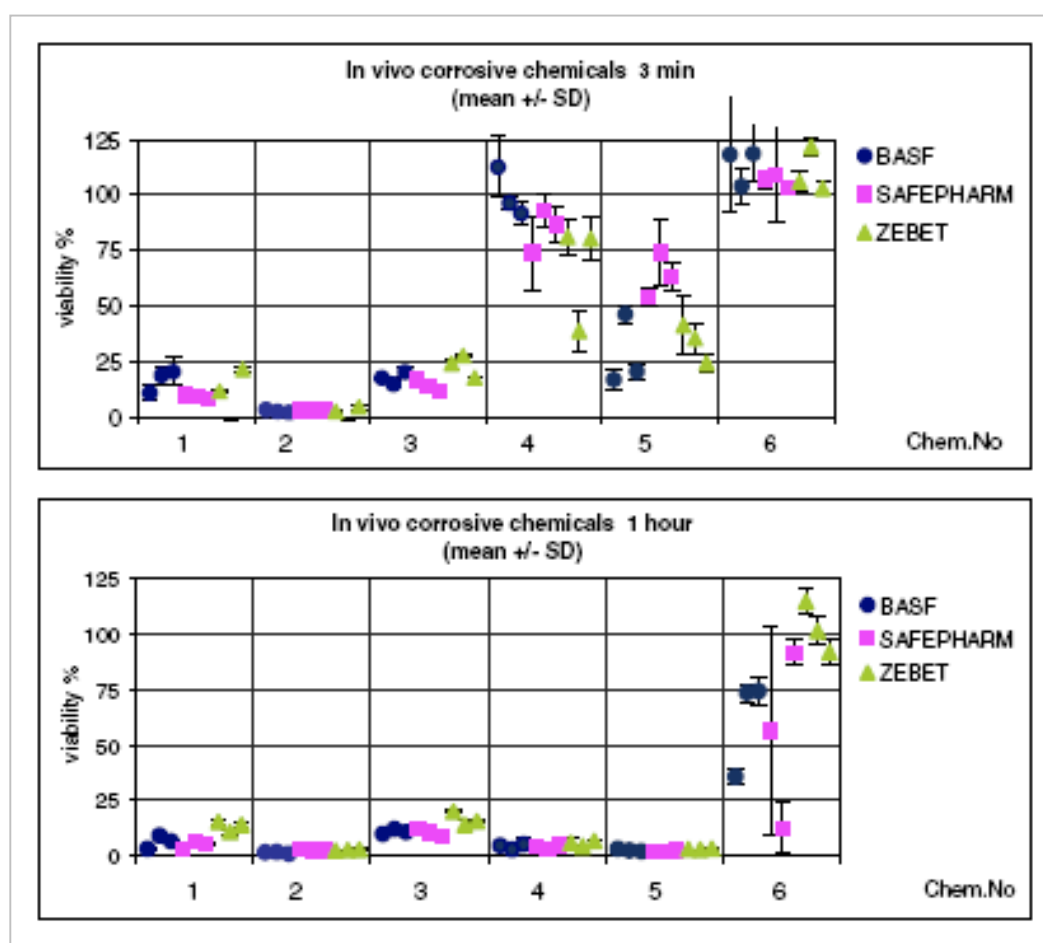 In vivo corrosive chemicals 3 min
(mean +/- SD)
viability %
125
100
75
50
25
0
1 2 3 4 5 6 Chem.No
BASF
SAFEPHARM
ZEBET
In vivo corrosive chemicals 1 hour
(mean +/- SD)
viability %
125
100
75
50
25
0
1 2 3 4 5 6 Chem.No
BASF
SAFEPHARM
ZEBET